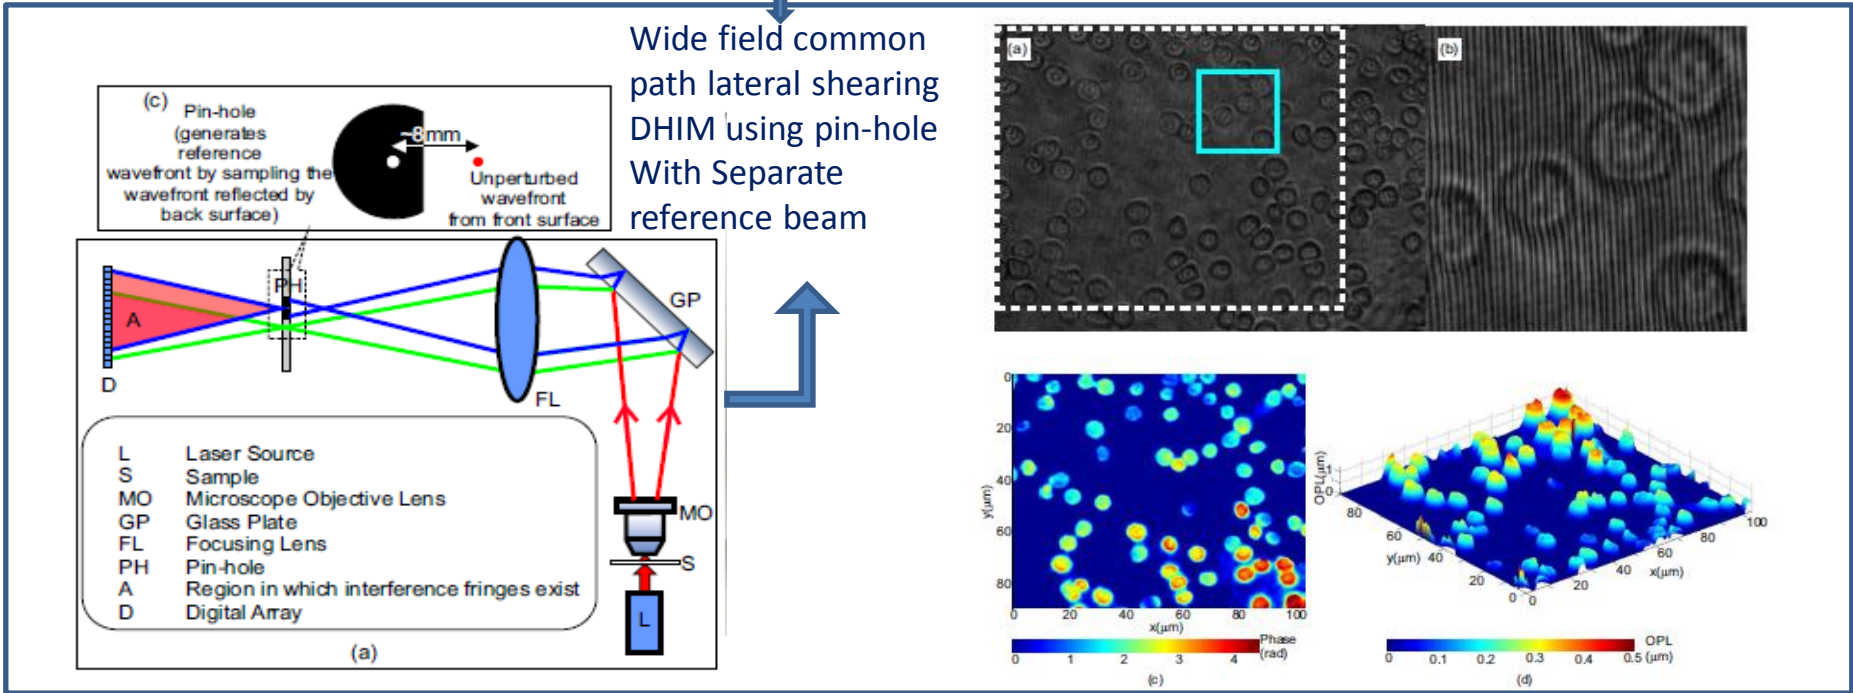 Wide field common
path lateral shearing
DHIM using pin-hole
With Separate
reference beam
(c)
Pin-hole
(generates
reference
wavefront by sampling the
wavefront reflected by
back surface)
~8mm
Unperturbed
wavefront
from front surface
PH
GP
A
D
FL
MO
S
L
L Laser Source
S Sample
MO Microscope Objective Lens
GP Glass Plate
FL Focusing Lens
PH Pin-hole
A Region in which interference fringes exist
D Digital Array
(a)
(a)
(b)
0
20
40
60
80
y(μm)
0 20 40 60 80 100
x(μm)
0 1 2 3 4
Phase
(rad)
(c)
OPL(μm)
1
0
80
60
40
20
0
y(μm)
0
20
40
60
80
100
x(μm)
0 0.1 0.2 0.3 0.4 0.5
OPL
(μm)
(d)